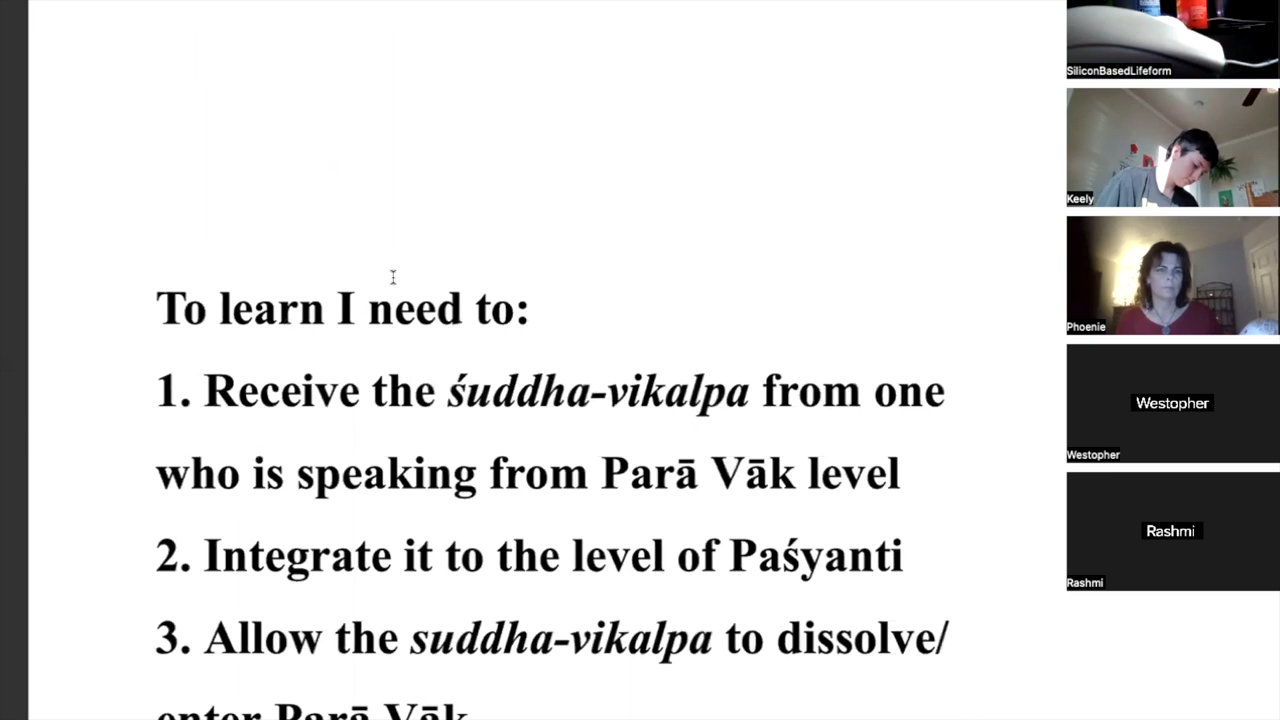 To learn I need to:
1. Receive the śuddha-vikalpa from one
who is speaking from Parā Vāk level
2. Integrate it to the level of Paśyanti
3. Allow the suddha-vikalpa to dissolve/
enter Parā Vāk
SiliconBasedLifeform
Keely
Phoenie
Westopher
Westopher
Rashmi
Rashmi